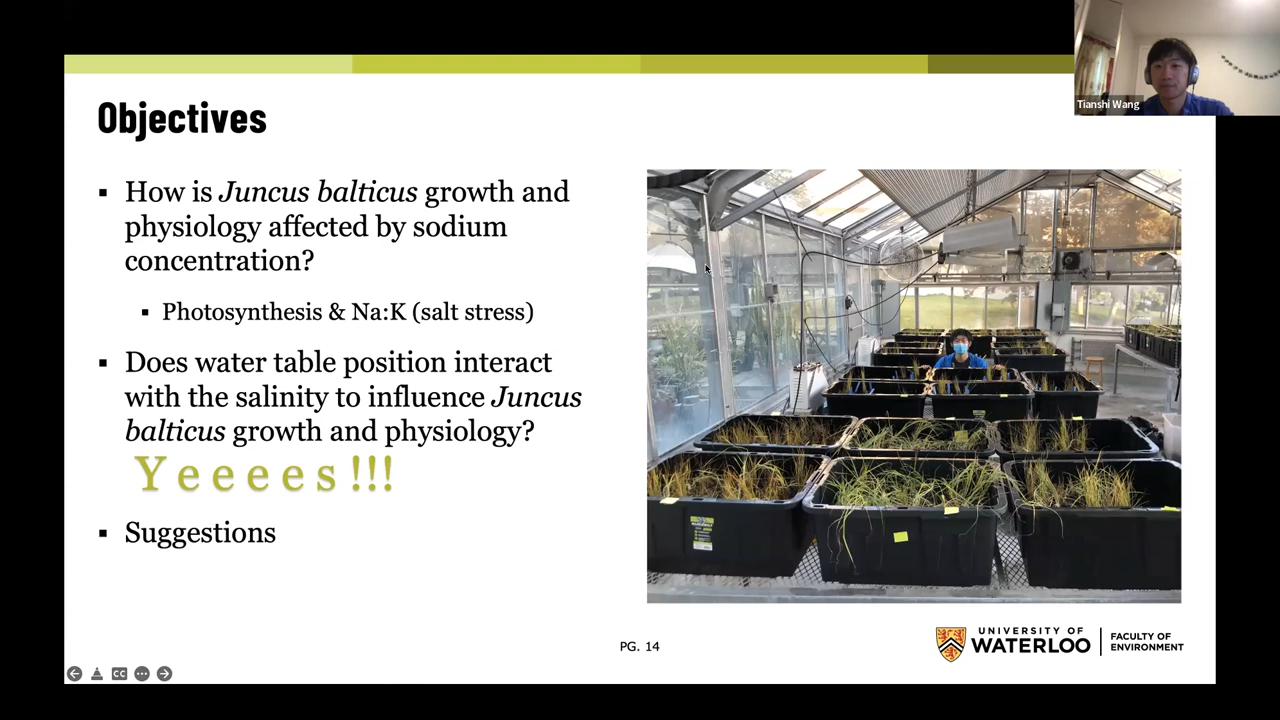 Tianshi Wang
Objectives
▪ How is Juncus balticus growth and
physiology affected by sodium
concentration?
▪ Photosynthesis & Na:K (salt stress)
▪ Does water table position interact
with the salinity to influence Juncus
balticus growth and physiology?
Y e e e e s !!!
▪ Suggestions
PG. 14
UNIVERSITY OF
WATERLOO
FACULTY OF
ENVIRONMENT
CC